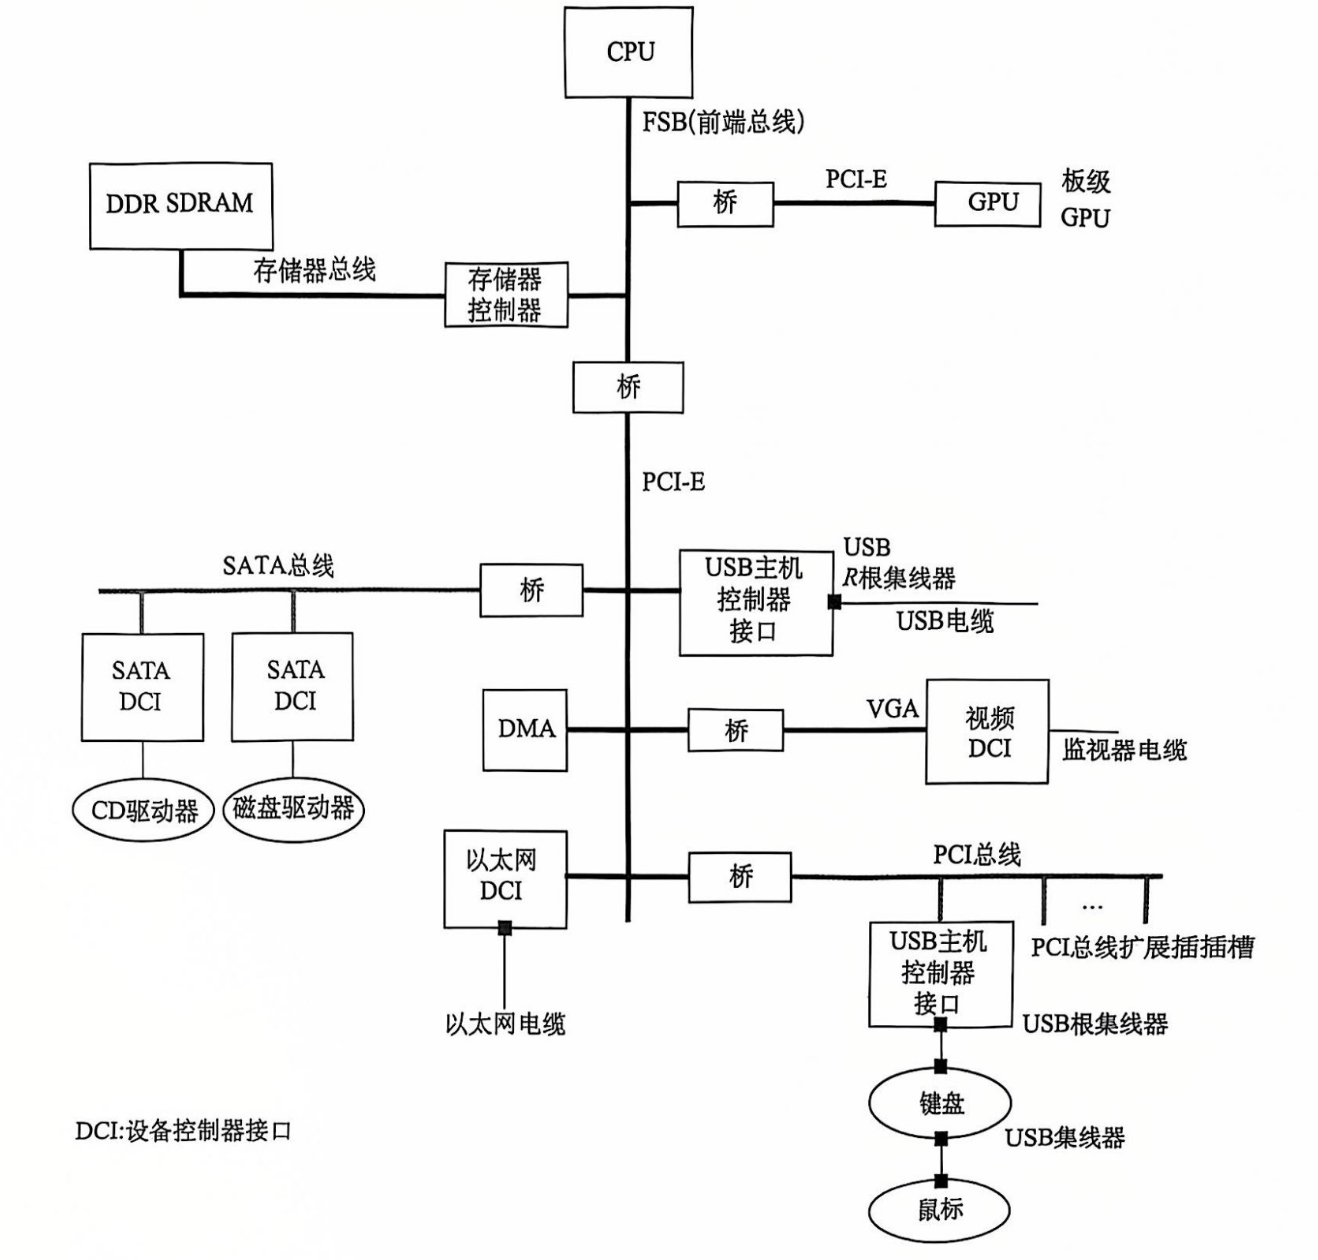 CPU
FSB(前端总线)
DDR SDRAM
桥
PCI-E
GPU
板级
GPU
存储器总线
存储器
控制器
桥
PCI-E
SATA总线
桥
USB主机
控制器
接口
USB
R根集线器
USB电缆
SATA
DCI
SATA
DCI
DMA
桥
VGA
视频
DCI
监视器电缆
CD驱动器
磁盘驱动器
以太网
DCI
桥
PCI总线
...
PCI总线扩展插插槽
USB主机
控制器
接口
以太网电缆
USB根集线器
键盘
USB集线器
鼠标
DCI:设备控制器接口